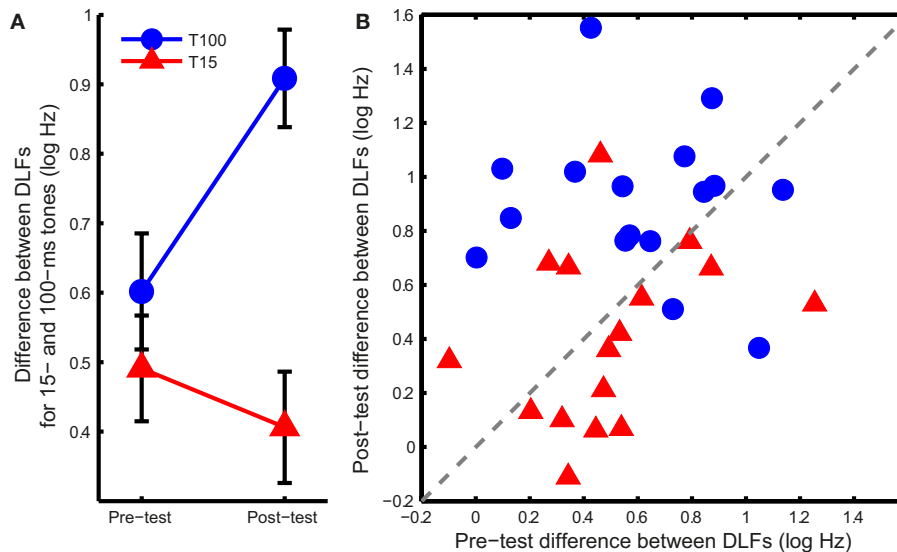 A
B
Difference between DLFs
for 15- and 100-ms tones (log Hz)
1
0.9
0.8
0.7
0.6
0.5
0.4
T100
T15
Pre-test
Post-test
Post-test difference between DLFs (log Hz)
1.6
1.4
1.2
1
0.8
0.6
0.4
0.2
0
-0.2
-0.2
0
0.2
0.4
0.6
0.8
1
1.2
1.4
Pre-test difference between DLFs (log Hz)